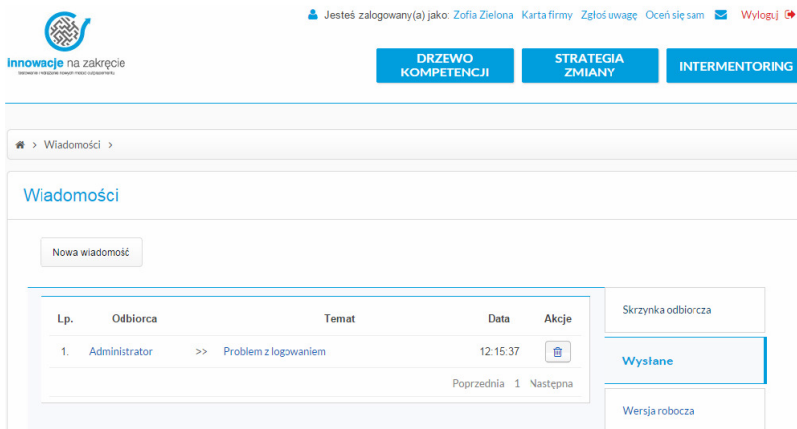 Jesteś zalogowany(a) jako: Zofia Zielona Karta firmy Zgłoś uwagę Oceń się sam Wyloguj
innowacje na zakręcie
DRZEWO KOMPETENCJI
STRATEGIA ZMIANY
INTERMENTORING
> Wiadomości >
Wiadomości
Nowa wiadomość
Lp. Odbiorca Temat Data Akcje
1. Administrator >> Problem z logowaniem 12:15:37
Poprzednia 1 Następna
Skrzynka odbiorcza
Wysłane
Wersja robocza